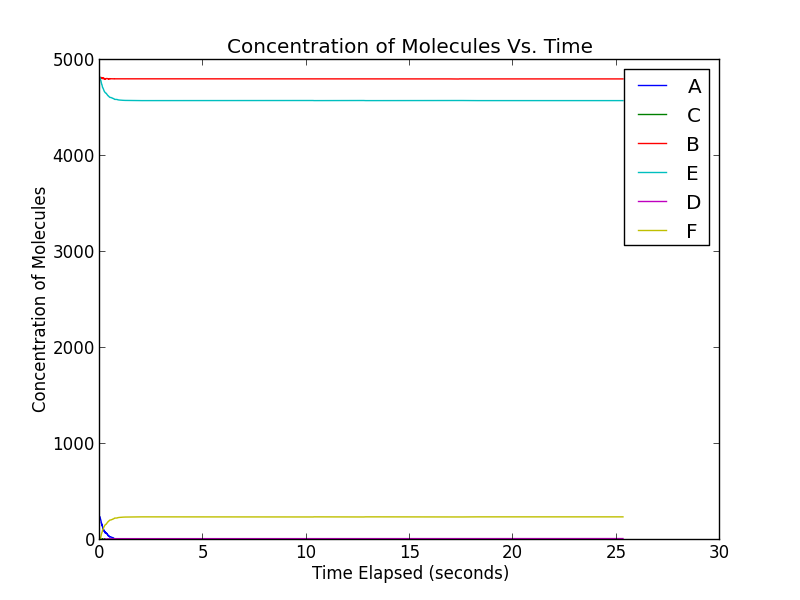 Concentration of Molecules Vs. Time
5000
4000
3000
2000
1000
0
Concentration of Molecules
A
C
B
E
D
F
0 5 10 15 20 25 30
Time Elapsed (seconds)